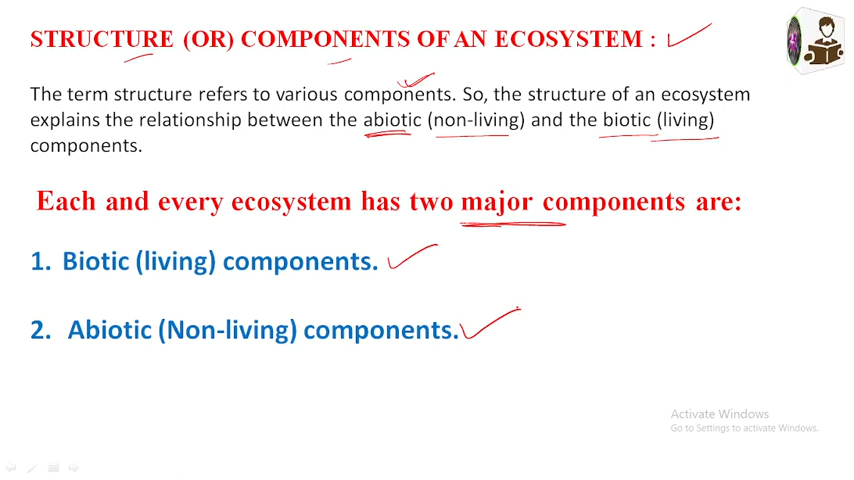 STRUCTURE (OR) COMPONENTS OF AN ECOSYSTEM :
The term structure refers to various components. So, the structure of an ecosystem
explains the relationship between the abiotic (non-living) and the biotic (living)
components.
Each and every ecosystem has two major components are:
1. Biotic (living) components.
2. Abiotic (Non-living) components.
Activate Windows
Go to Settings to activate Windows.